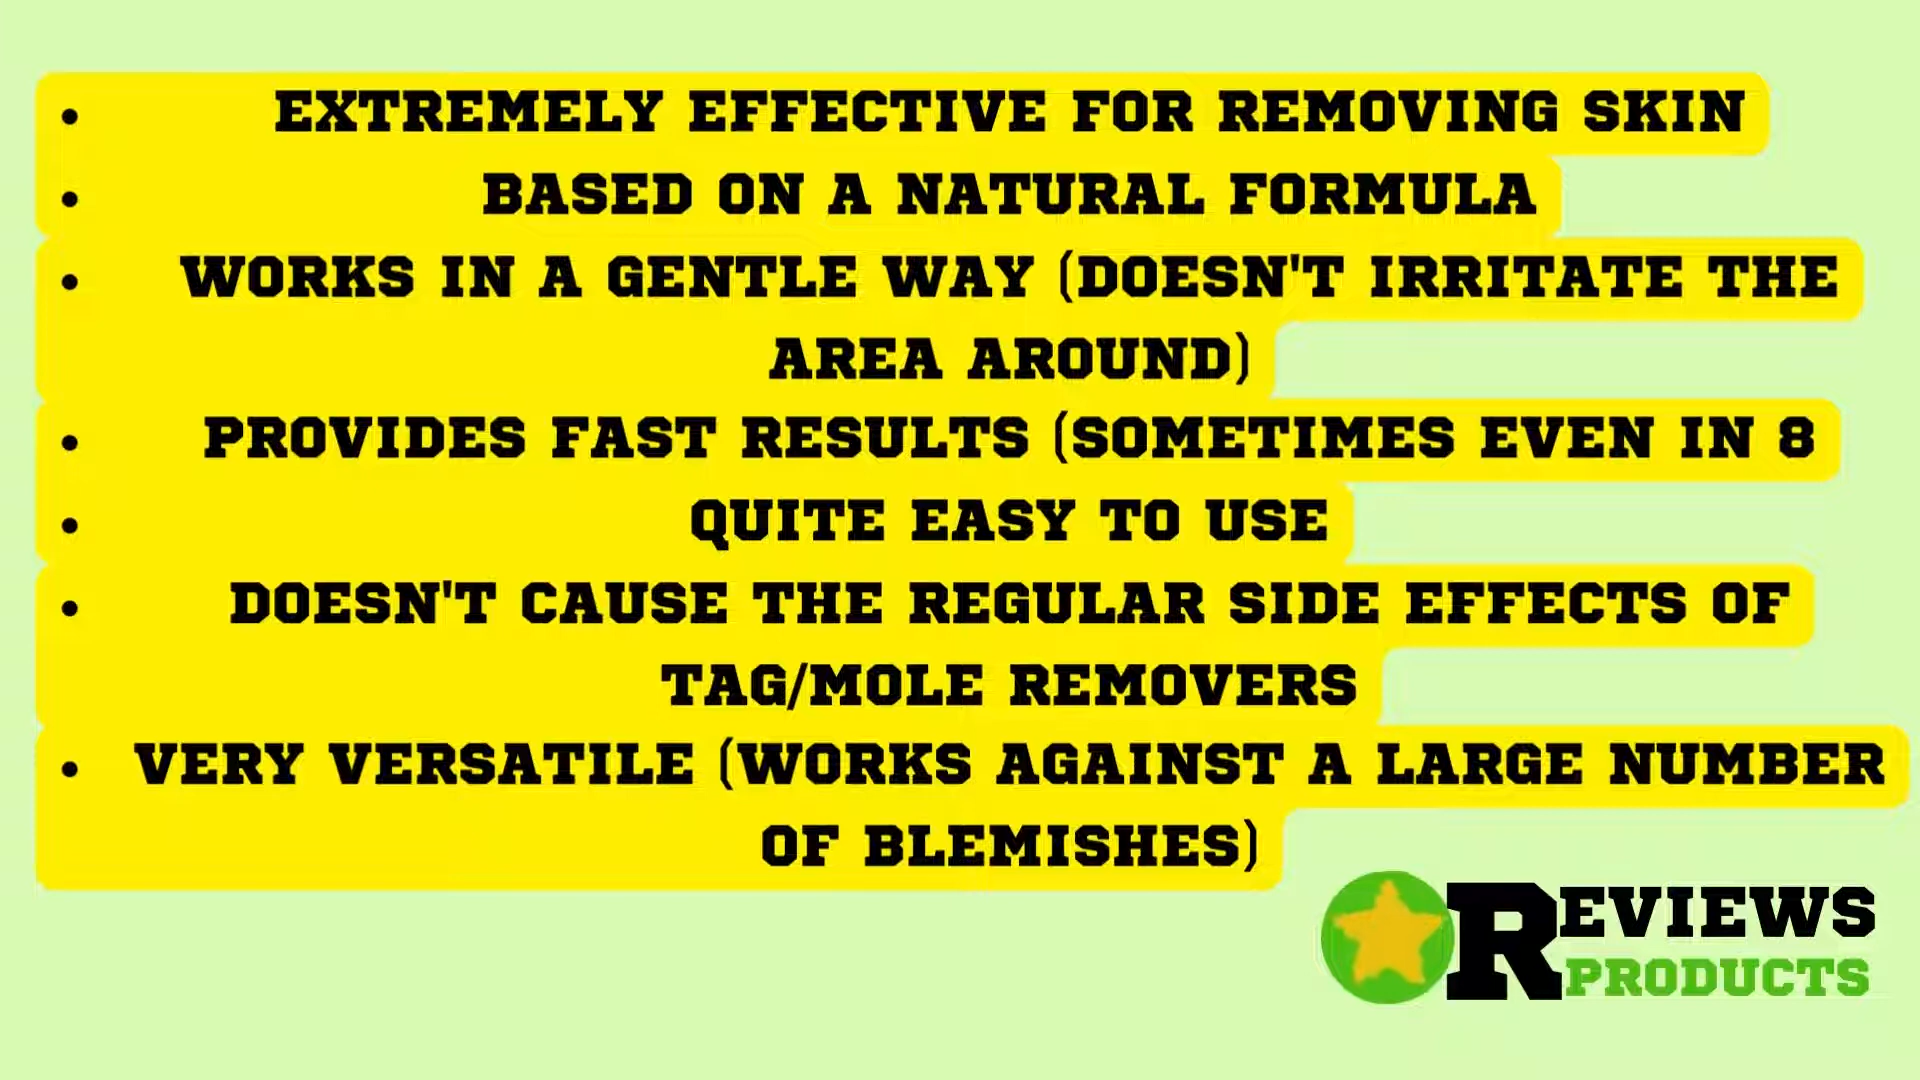 • EXTREMELY EFFECTIVE FOR REMOVING SKIN
• BASED ON A NATURAL FORMULA
• WORKS IN A GENTLE WAY (DOESN'T IRRITATE THE
AREA AROUND)
• PROVIDES FAST RESULTS (SOMETIMES EVEN IN 8
• QUITE EASY TO USE
• DOESN'T CAUSE THE REGULAR SIDE EFFECTS OF
TAG/MOLE REMOVERS
• VERY VERSATILE (WORKS AGAINST A LARGE NUMBER
OF BLEMISHES)
REVIEWS
PRODUCTS